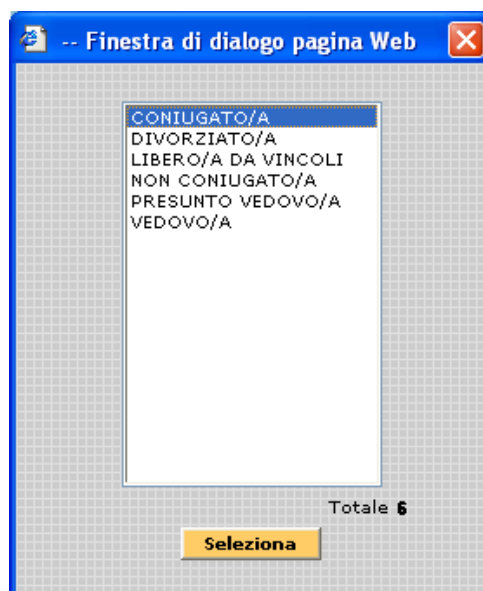 -- Finestra di dialogo pagina Web
CONIUGATO/A
DIVORZIATO/A
LIBERO/A DA VINCOLI
NON CONIUGATO/A
PRESUNTO VEDOVO/A
VEDOVO/A
Totale 6
Seleziona